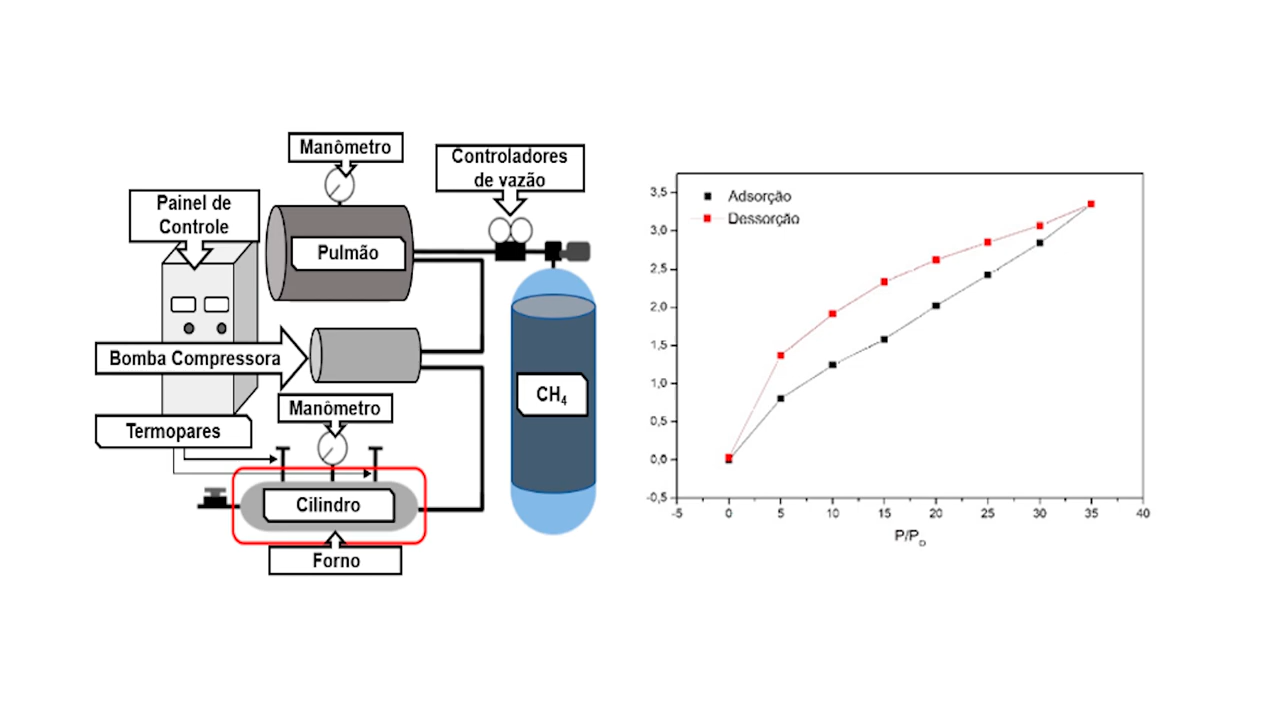 Manômetro
Controladores
de vazão
Painel de
Controle
Pulmão
Bomba Compressora
CH₄
Manômetro
Termopares
Cilindro
Forno
Adsorção
Dessorção
3,5
3,0
2,5
2,0
1,5
1,0
0,5
0,0
-0,5
-5 0 5 10 15 20 25 30 35 40
P/P₀